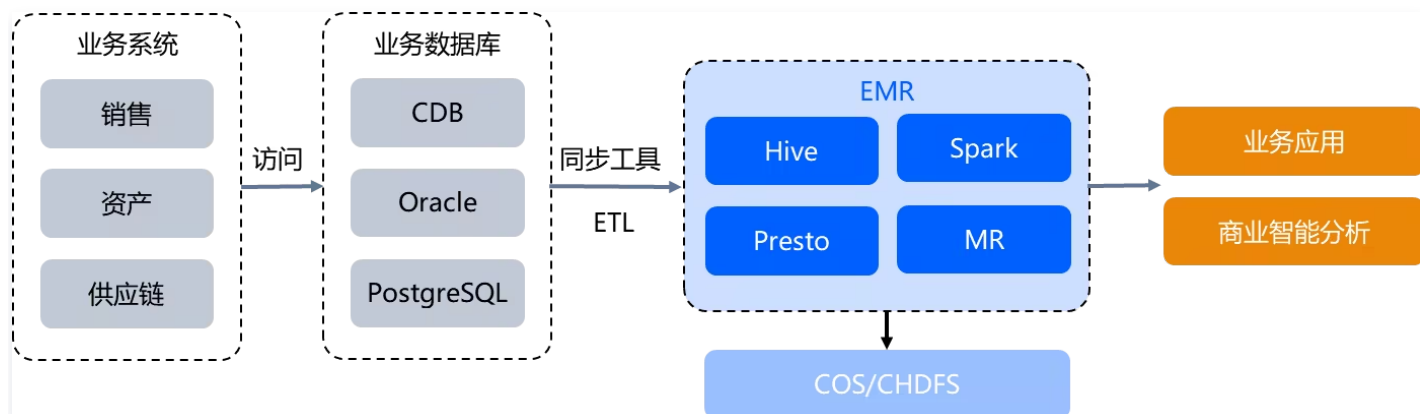 业务系统
销售
资产
供应链
访问
业务数据库
CDB
Oracle
PostgreSQL
同步工具
ETL
EMR
Hive
Spark
Presto
MR
COS/CHDFS
业务应用
商业智能分析